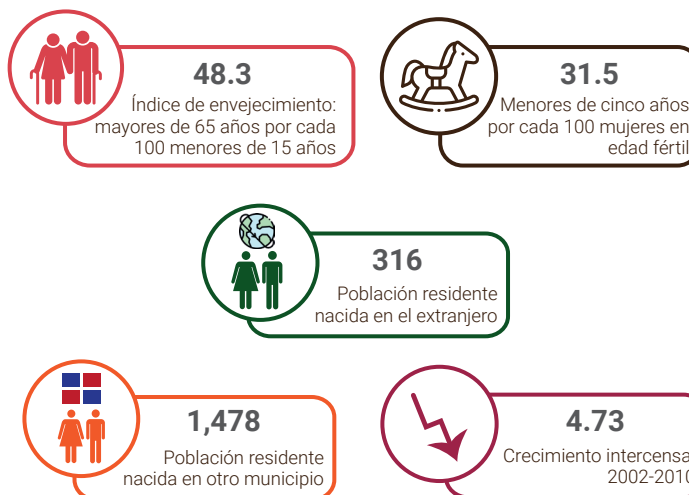 48.3
Índice de envejecimiento:
mayores de 65 años por cada
100 menores de 15 años
31.5
Menores de cinco años
por cada 100 mujeres en
edad fértil
316
Población residente
nacida en el extranjero
1,478
Población residente
nacida en otro municipio
4.73
Crecimiento intercensa
2002-2010